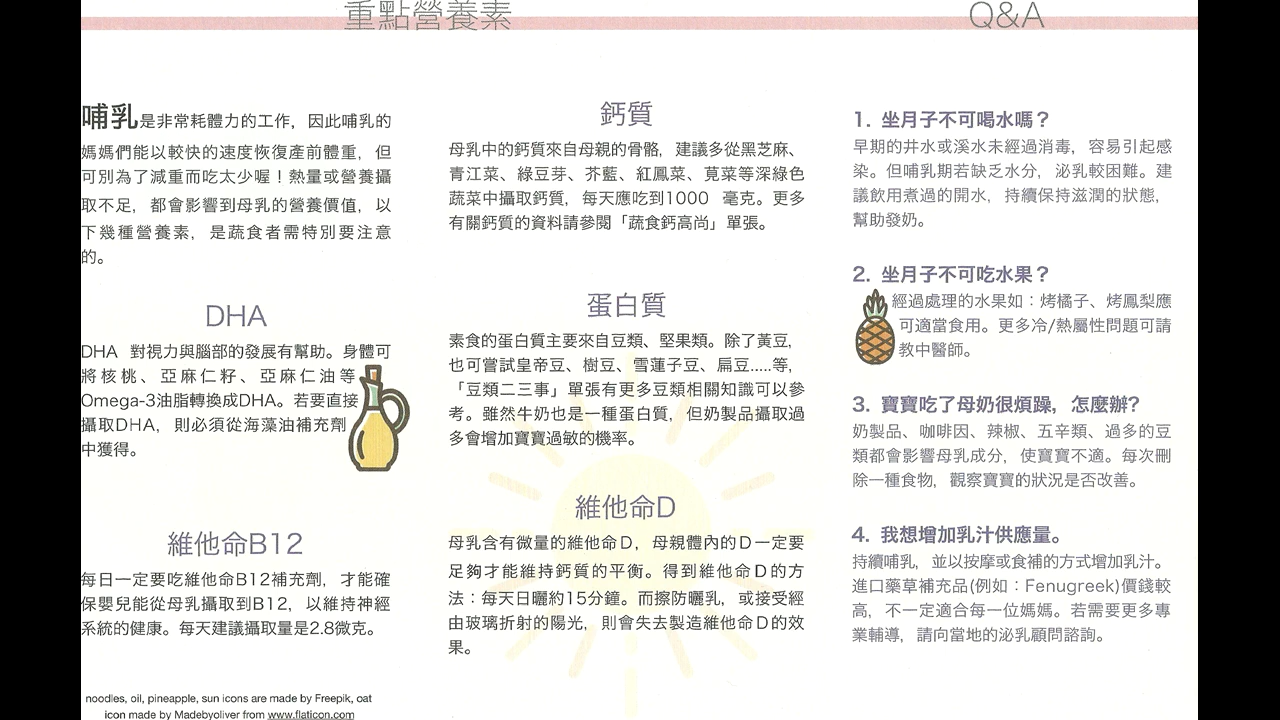 重點營養素
哺乳是非常耗體力的工作，因此哺乳的
媽媽們能以較快的速度恢復產前體重，但
可別為了減重而吃太少喔！熱量或營養攝
取不足，都會影響到母乳的營養價值，以
下幾種營養素，是蔬食者需特別要注意
的。
DHA
DHA 對視力與腦部的發展有幫助。身體可
將核桃、亞麻仁籽、亞麻仁油等
Omega-3油脂轉換成DHA。若要直接
攝取DHA，則必須從海藻油補充劑
中獲得。
維他命B12
每日一定要吃維他命B12補充劑，才能確
保嬰兒能從母乳攝取到B12，以維持神經
系統的健康。每天建議攝取量是2.8微克。
noodles, oil, pineapple, sun icons are made by Freepik, oat
icon made by Madebyoliver from www.flaticon.com
鈣質
母乳中的鈣質來自母親的骨骼，建議多從黑芝麻、
青江菜、綠豆芽、芥藍、紅鳳菜、莧菜等深綠色
蔬菜中攝取鈣質，每天應吃到1000 毫克。更多
有關鈣質的資料請參閱「蔬食鈣高尚」單張。
蛋白質
素食的蛋白質主要來自豆類、堅果類。除了黃豆，
也可嘗試皇帝豆、樹豆、雪蓮子豆、扁豆.....等，
「豆類二三事」單張有更多豆類相關知識可以參
考。雖然牛奶也是一種蛋白質，但奶製品攝取過
多會增加寶寶過敏的機率。
維他命D
母乳含有微量的維他命D，母親體內的D一定要
足夠才能維持鈣質的平衡。得到維他命D的方
法：每天日曬約15分鐘。而擦防曬乳，或接受經
由玻璃折射的陽光，則會失去製造維他命D的效
果。
Q&A
1. 坐月子不可喝水嗎？
早期的井水或溪水未經過消毒，容易引起感
染。但哺乳期若缺乏水分，泌乳較困難。建
議飲用煮過的開水，持續保持滋潤的狀態，
幫助發奶。
2. 坐月子不可吃水果？
經過處理的水果如：烤橘子、烤鳳梨應
可適當食用。更多冷/熱屬性問題可請
教中醫師。
3. 寶寶吃了母奶很煩躁，怎麼辦？
奶製品、咖啡因、辣椒、五辛類、過多的豆
類都會影響母乳成分，使寶寶不適。每次刪
除一種食物，觀察寶寶的狀況是否改善。
4. 我想增加乳汁供應量。
持續哺乳，並以按摩或食補的方式增加乳汁。
進口藥草補充品(例如：Fenugreek)價錢較
高，不一定適合每一位媽媽。若需要更多專
業輔導，請向當地的泌乳顧問諮詢。